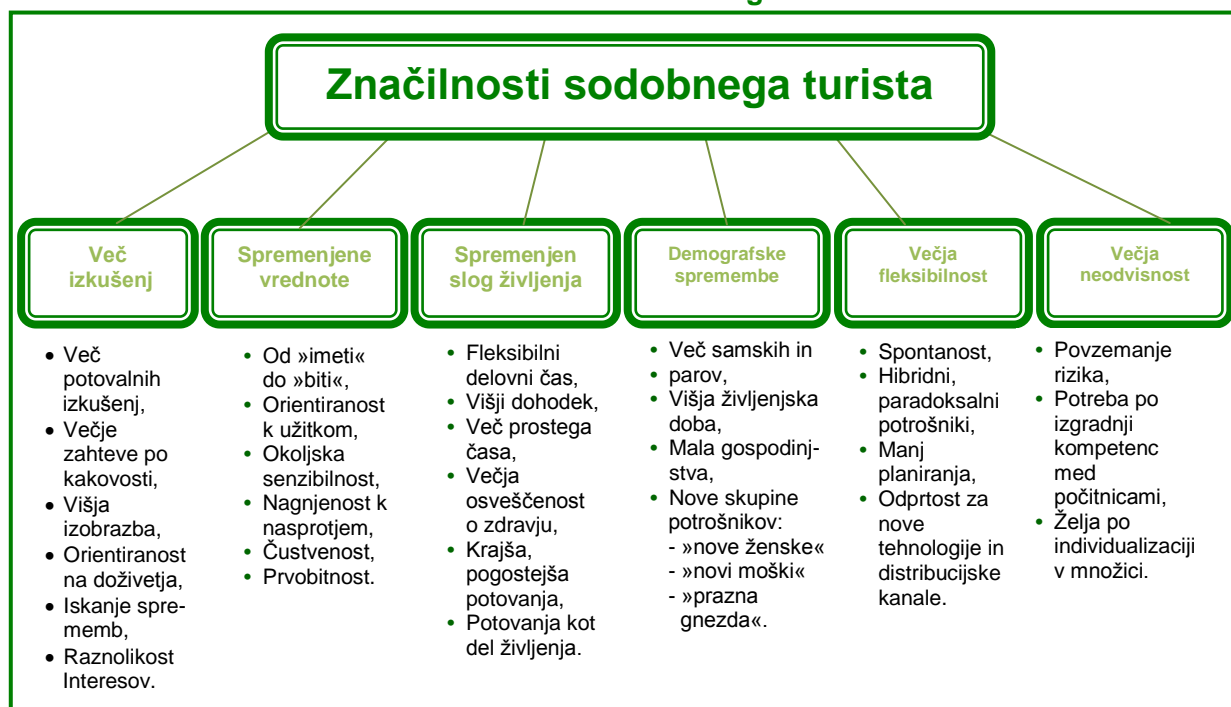 Značilnosti sodobnega turista
Več
izkušenj
Spremenjene
vrednote
Spremenjen
slog življenja
Demografske
spremembe
Večja
fleksibilnost
Večja
neodvisnost
• Več
potovalnih
izkušenj,
• Večje
zahteve po
kakovosti,
• Višja
izobrazba,
• Orientiranost
na doživetja,
• Iskanje spre-
memb,
• Raznolikost
Interesov.
• Od »imeti«
do »biti«,
• Orientiranost
k užitkom,
• Okoljska
senzibilnost,
• Nagnjenost k
nasprotjem,
• Čustvenost,
• Prvobitnost.
• Fleksibilni
delovni čas,
• Višji dohodek,
• Več prostega
časa,
• Večja
osveščenost
o zdravju,
• Krajša,
pogostejša
potovanja,
• Potovanja kot
del življenja.
• Več samskih in
• parov,
• Višja življenjska
doba,
• Mala gospodinj-
stva,
• Nove skupine
potrošnikov:
- »nove ženske«
- »novi moški«
- »prazna
gnezda«.
• Spontanost,
• Hibridni,
paradoksalni
potrošniki,
• Manj
planiranja,
• Odprtost za
nove
tehnologije in
distribucijske
kanale.
• Povzemanje
rizika,
• Potreba po
izgradnji
kompetenc
med
počitnicami,
• Želja po
individualizaciji
v množici.